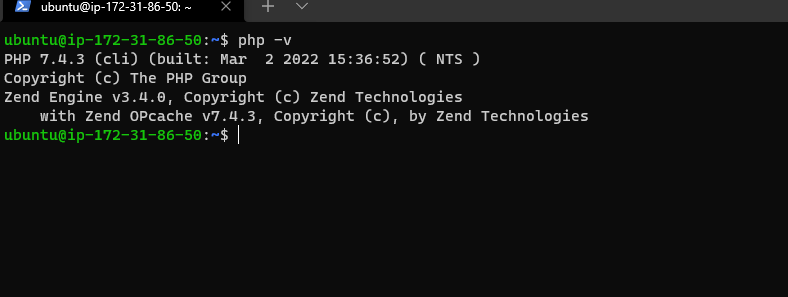 ubuntu@ip-172-31-86-50: ~
ubuntu@ip-172-31-86-50:~$ php -v
PHP 7.4.3 (cli) (built: Mar  2 2022 15:36:52) ( NTS )
Copyright (c) The PHP Group
Zend Engine v3.4.0, Copyright (c) Zend Technologies
    with Zend OPcache v7.4.3, Copyright (c), by Zend Technologies
ubuntu@ip-172-31-86-50:~$